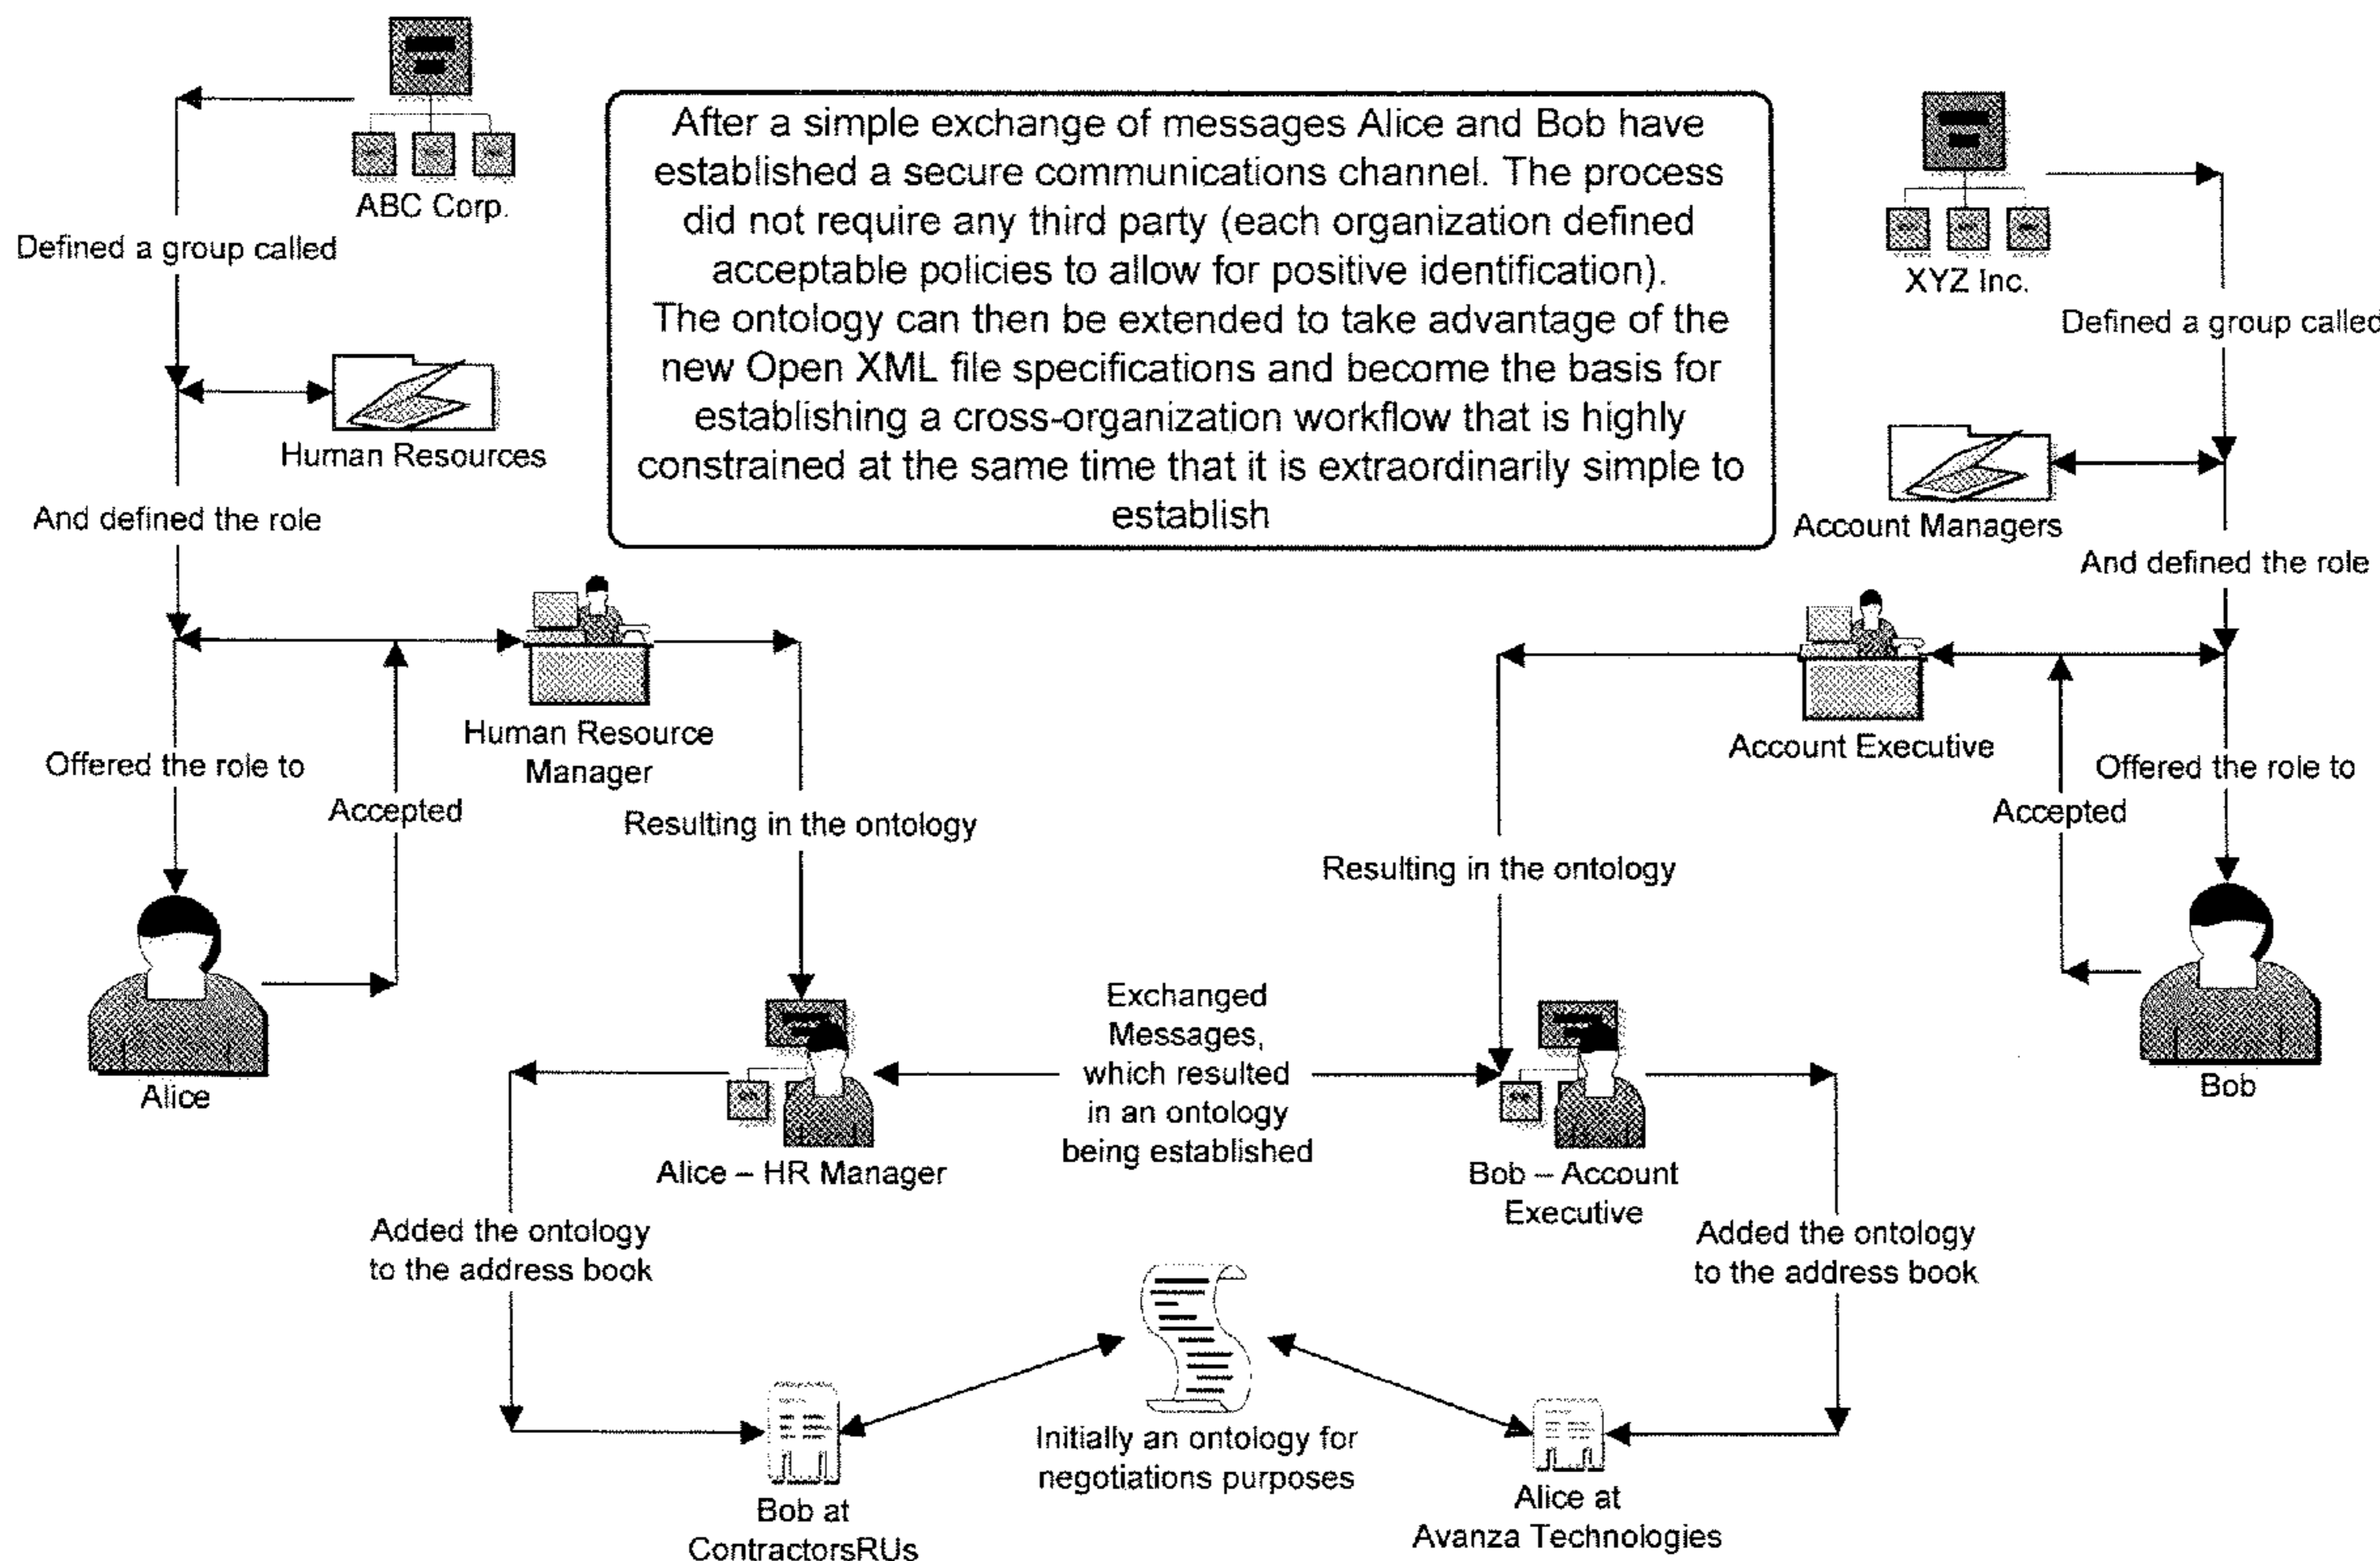 ABC Corp.
Defined a group called
Human Resources
And defined the role
Human Resource
Manager
Offered the role to
Accepted
Resulting in the ontology
Alice
Alice – HR Manager
Added the ontology
to the address book
Bob at
ContractorsRUs
After a simple exchange of messages Alice and Bob have
established a secure communications channel. The process
did not require any third party (each organization defined
acceptable policies to allow for positive identification).
The ontology can then be extended to take advantage of the
new Open XML file specifications and become the basis for
establishing a cross-organization workflow that is highly
constrained at the same time that it is extraordinarily simple to
establish
Exchanged
Messages,
which resulted
in an ontology
being established
Initially an ontology for
negotiations purposes
XYZ Inc.
Defined a group called
Account Managers
And defined the role
Account Executive
Offered the role to
Accepted
Resulting in the ontology
Bob
Bob – Account
Executive
Added the ontology
to the address book
Alice at
Avanza Technologies